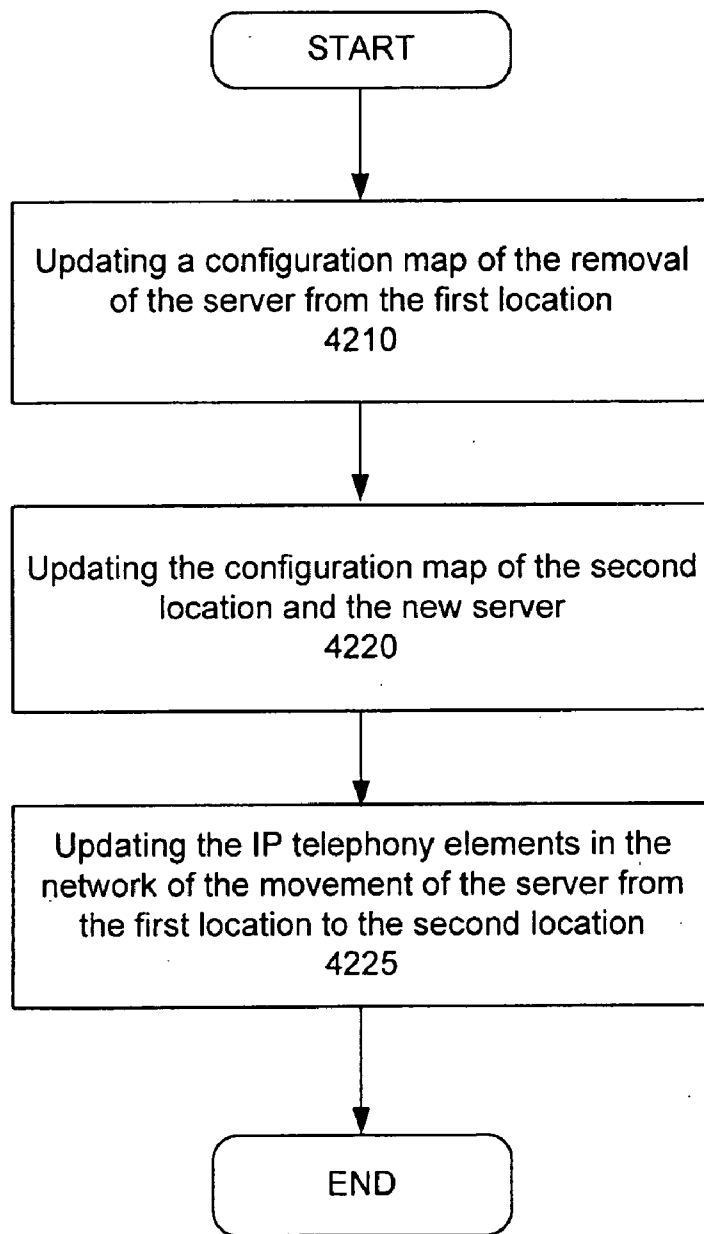 START
Updating a configuration map of the removal
of the server from the first location
4210
Updating the configuration map of the second
location and the new server
4220
Updating the IP telephony elements in the
network of the movement of the server from
the first location to the second location
4225
END